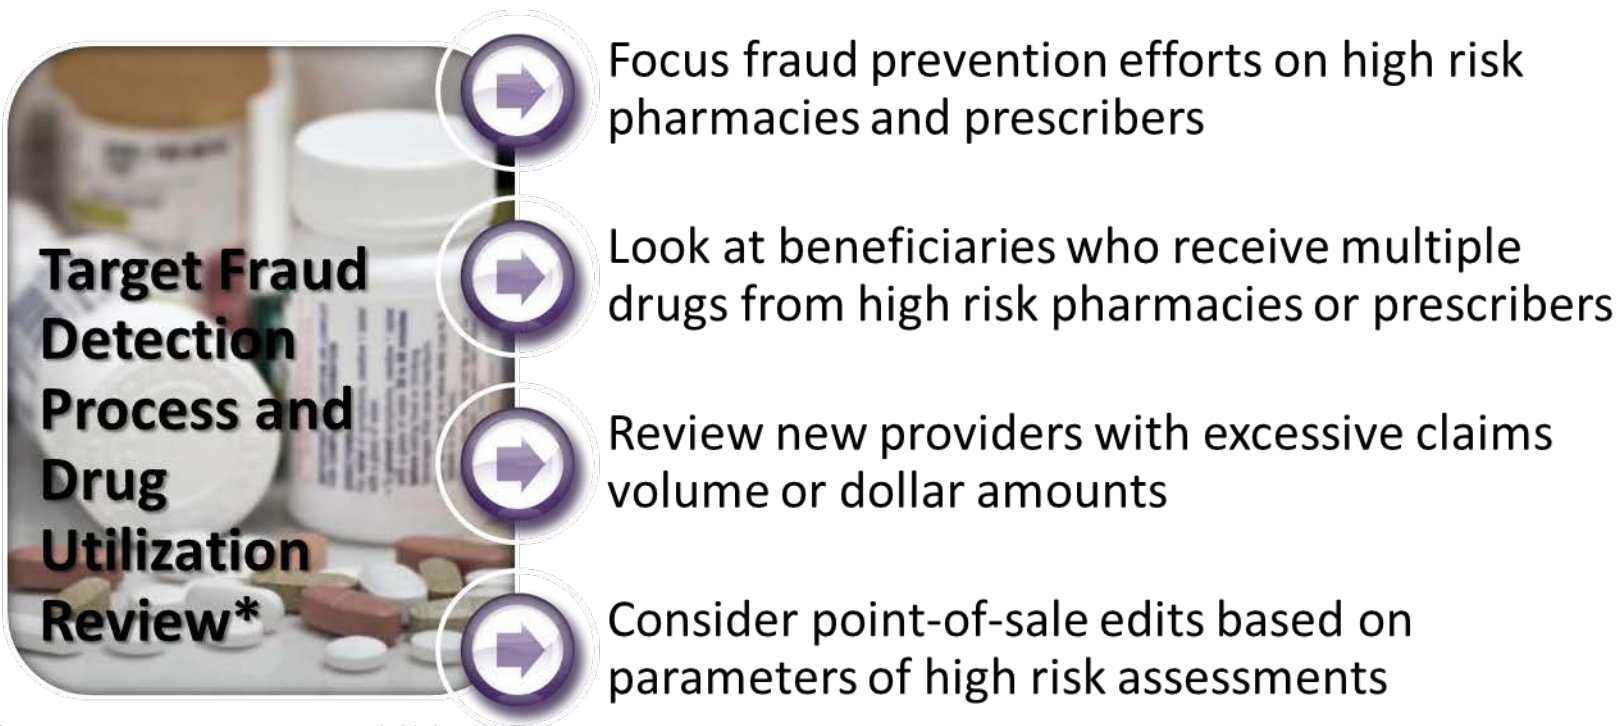 Target Fraud
Detection
Process and
Drug
Utilization
Review*
Focus fraud prevention efforts on high risk
pharmacies and prescribers
Look at beneficiaries who receive multiple
drugs from high risk pharmacies or prescribers
Review new providers with excessive claims
volume or dollar amounts
Consider point-of-sale edits based on
parameters of high risk assessments